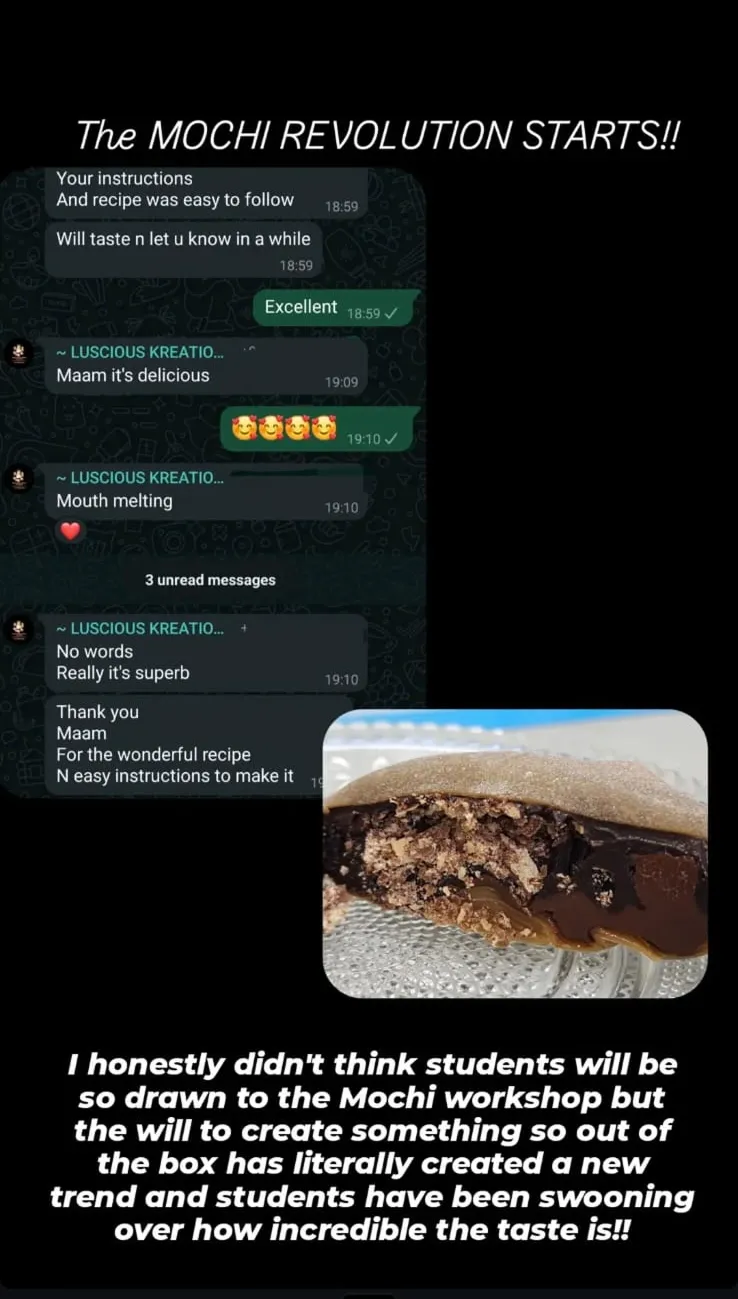 The MOCHI REVOLUTION STARTS!!
Your instructions
And recipe was easy to follow 18:59
Will taste n let u know in a while
18:59
Excellent 18:59
~ LUSCIOUS KREATIO...
Maam it's delicious 19:09
🥰🥰🥰🥰 19:10
~ LUSCIOUS KREATIO...
Mouth melting 19:10
❤️
3 unread messages
~ LUSCIOUS KREATIO...
No words
Really it's superb 19:10
Thank you
Maam
For the wonderful recipe
N easy instructions to make it
I honestly didn't think students will be
so drawn to the Mochi workshop but
the will to create something so out of
the box has literally created a new
trend and students have been swooning
over how incredible the taste is!!